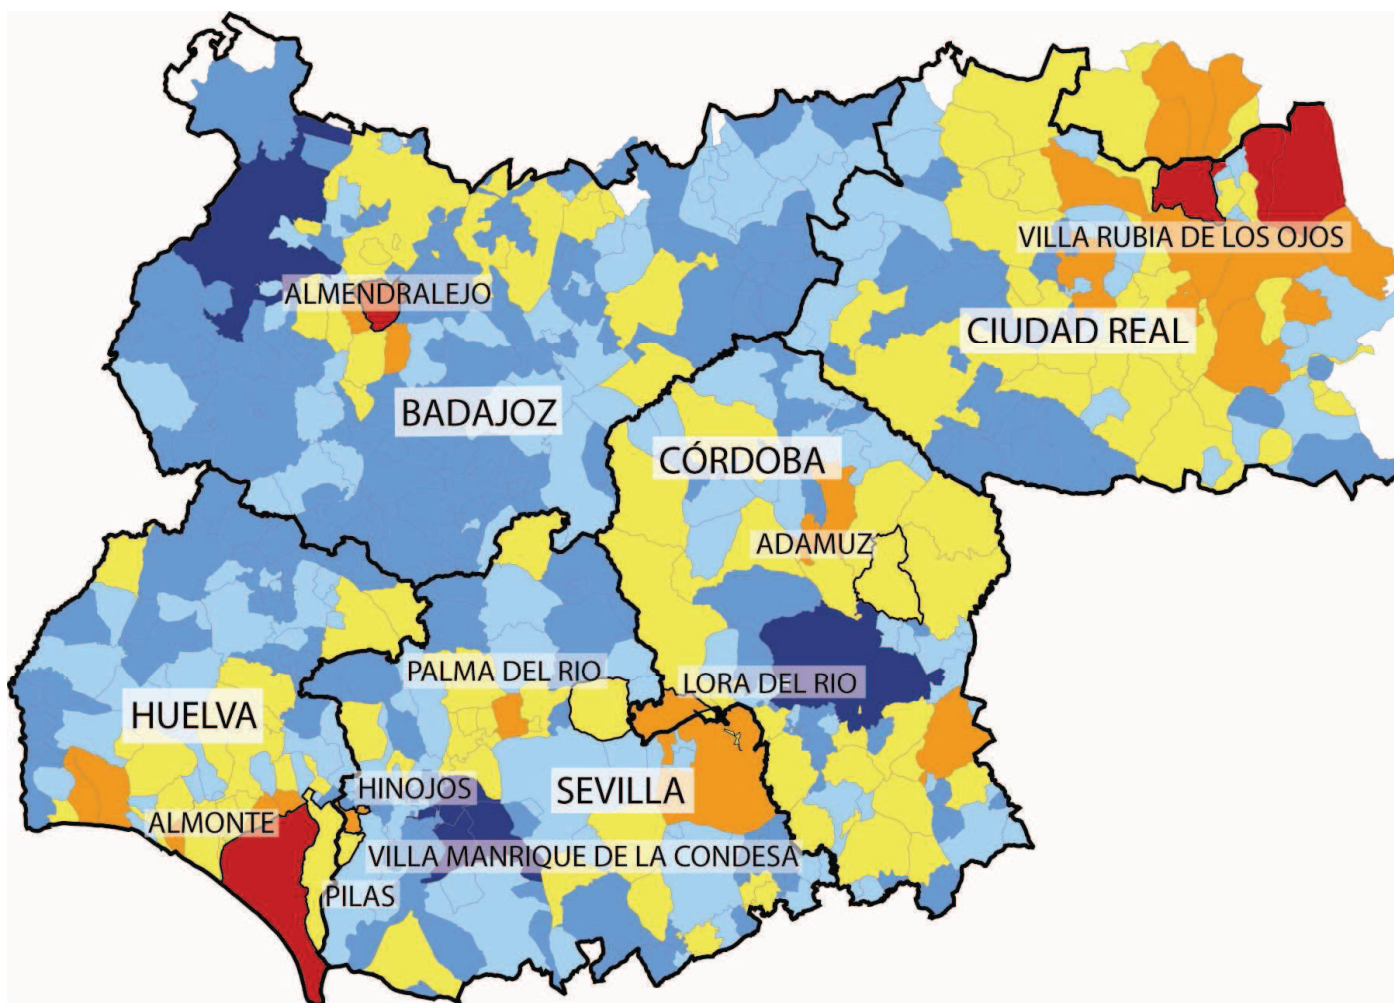 VILLA RUBIA DE LOS OJOS
ALMENDRALEJO
CIUDAD REAL
BADAJOZ
CÓRDOBA
ADAMUZ
PALMA DEL RIO
LORA DEL RIO
HUELVA
HINOJOS
SEVILLA
ALMONTE
VILLA MANRIQUE DE LA CONDESA
PILAS